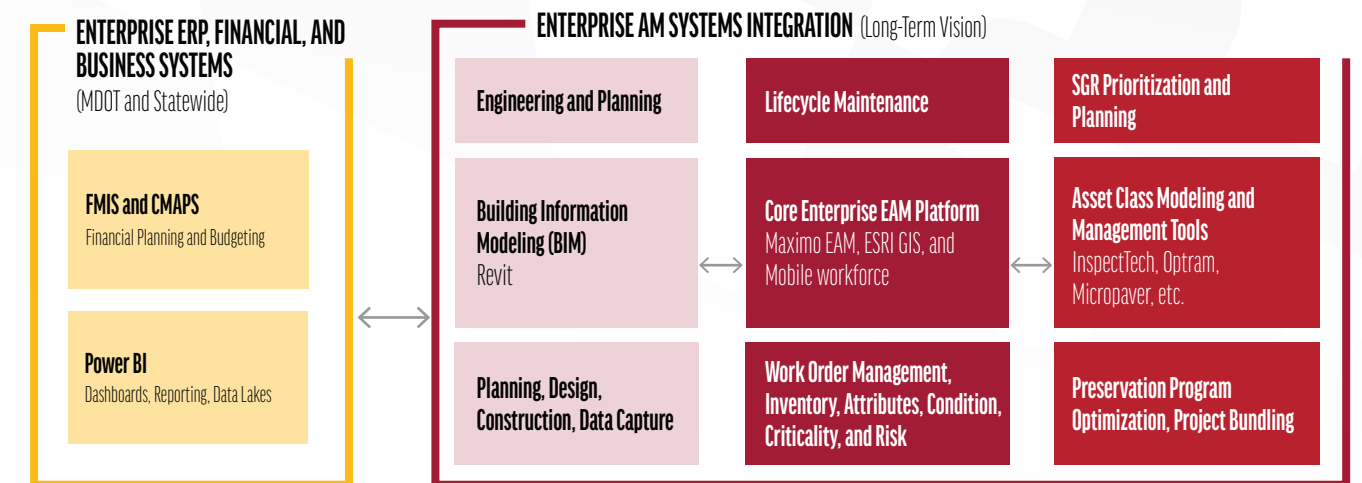 ENTERPRISE ERP, FINANCIAL, AND
BUSINESS SYSTEMS
(MDOT and Statewide)
FMIS and CMAPS
Financial Planning and Budgeting
Power BI
Dashboards, Reporting, Data Lakes
ENTERPRISE AM SYSTEMS INTEGRATION (Long-Term Vision)
Engineering and Planning
Building Information
Modeling (BIM)
Revit
Planning, Design,
Construction, Data Capture
Lifecycle Maintenance
Core Enterprise EAM Platform
Maximo EAM, ESRI GIS, and
Mobile workforce
Work Order Management,
Inventory, Attributes, Condition,
Criticality, and Risk
SGR Prioritization and
Planning
Asset Class Modeling and
Management Tools
InspectTech, Optram,
Micropaver, etc.
Preservation Program
Optimization, Project Bundling